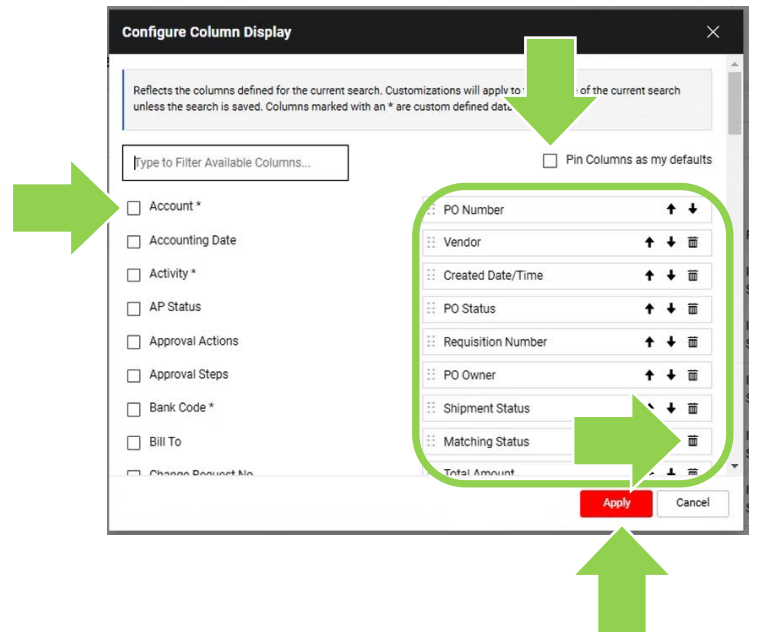 Configure Column Display
Reflects the columns defined for the current search. Customizations will apply to of the current search
unless the search is saved. Columns marked with an * are custom defined
Type to Filter Available Columns...
Pin Columns as my defaults
Account *
Accounting Date
Activity *
AP Status
Approval Actions
Approval Steps
Bank Code *
Bill To
Change Request No
PO Number
Vendor
Created Date/Time
PO Status
Requisition Number
PO Owner
Shipment Status
Matching Status
Total Amount
Apply
Cancel